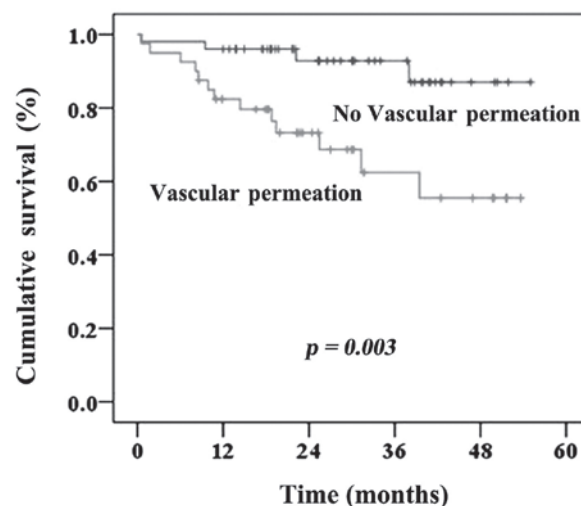 Cumulative survival (%)
1.0
0.8
0.6
0.4
0.2
0.0
No Vascular permeation
Vascular permeation
p = 0.003
0 12 24 36 48 60
Time (months)